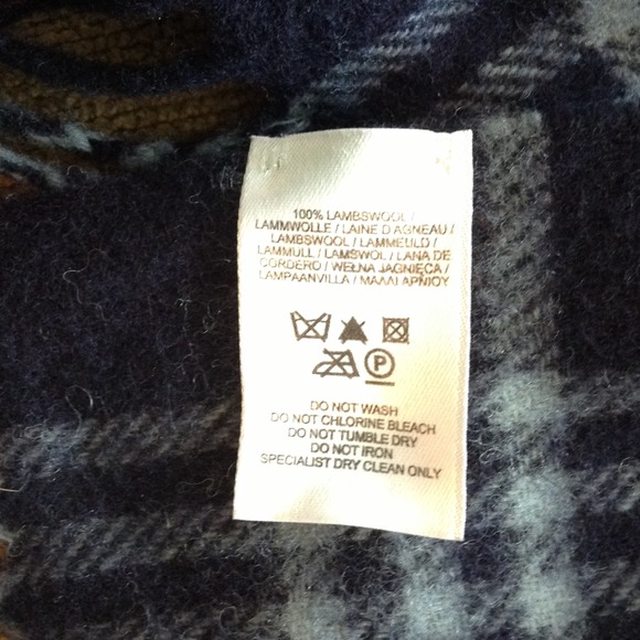 100% LAMBSWOOL /
LAMMWOLLE / LAINE D'AGNEAU /
LAMBSWOOL / LAMMEULD /
LAMMULL / LAMSWOL / LANA DE
CORDERO / WEŁNA JAGNIĘCA /
LAMPAANVILLA / ΜΑΛΛΙ ΑΡΝΙΟΥ
P
DO NOT WASH
DO NOT CHLORINE BLEACH
DO NOT TUMBLE DRY
DO NOT IRON
SPECIALIST DRY CLEAN ONLY